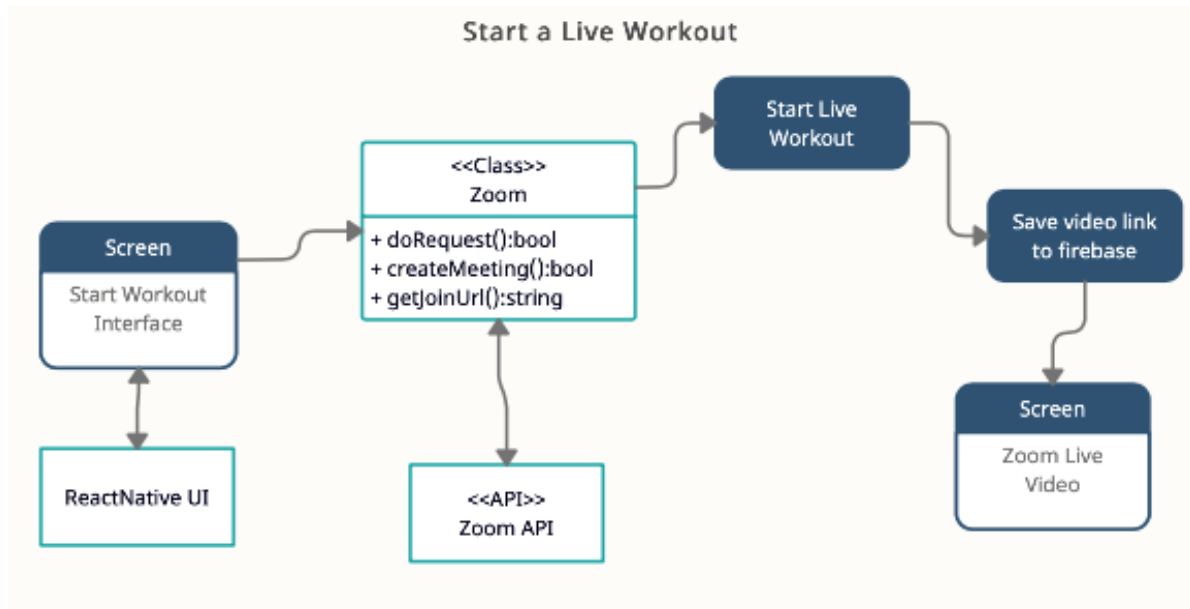 Start a Live Workout
Screen
Start Workout
Interface
ReactNative UI
<<Class>>
Zoom
+ doRequest():bool
+ createMeeting():bool
+ getJoinUrl():string
<<API>>
Zoom API
Start Live
Workout
Save video link
to firebase
Screen
Zoom Live
Video